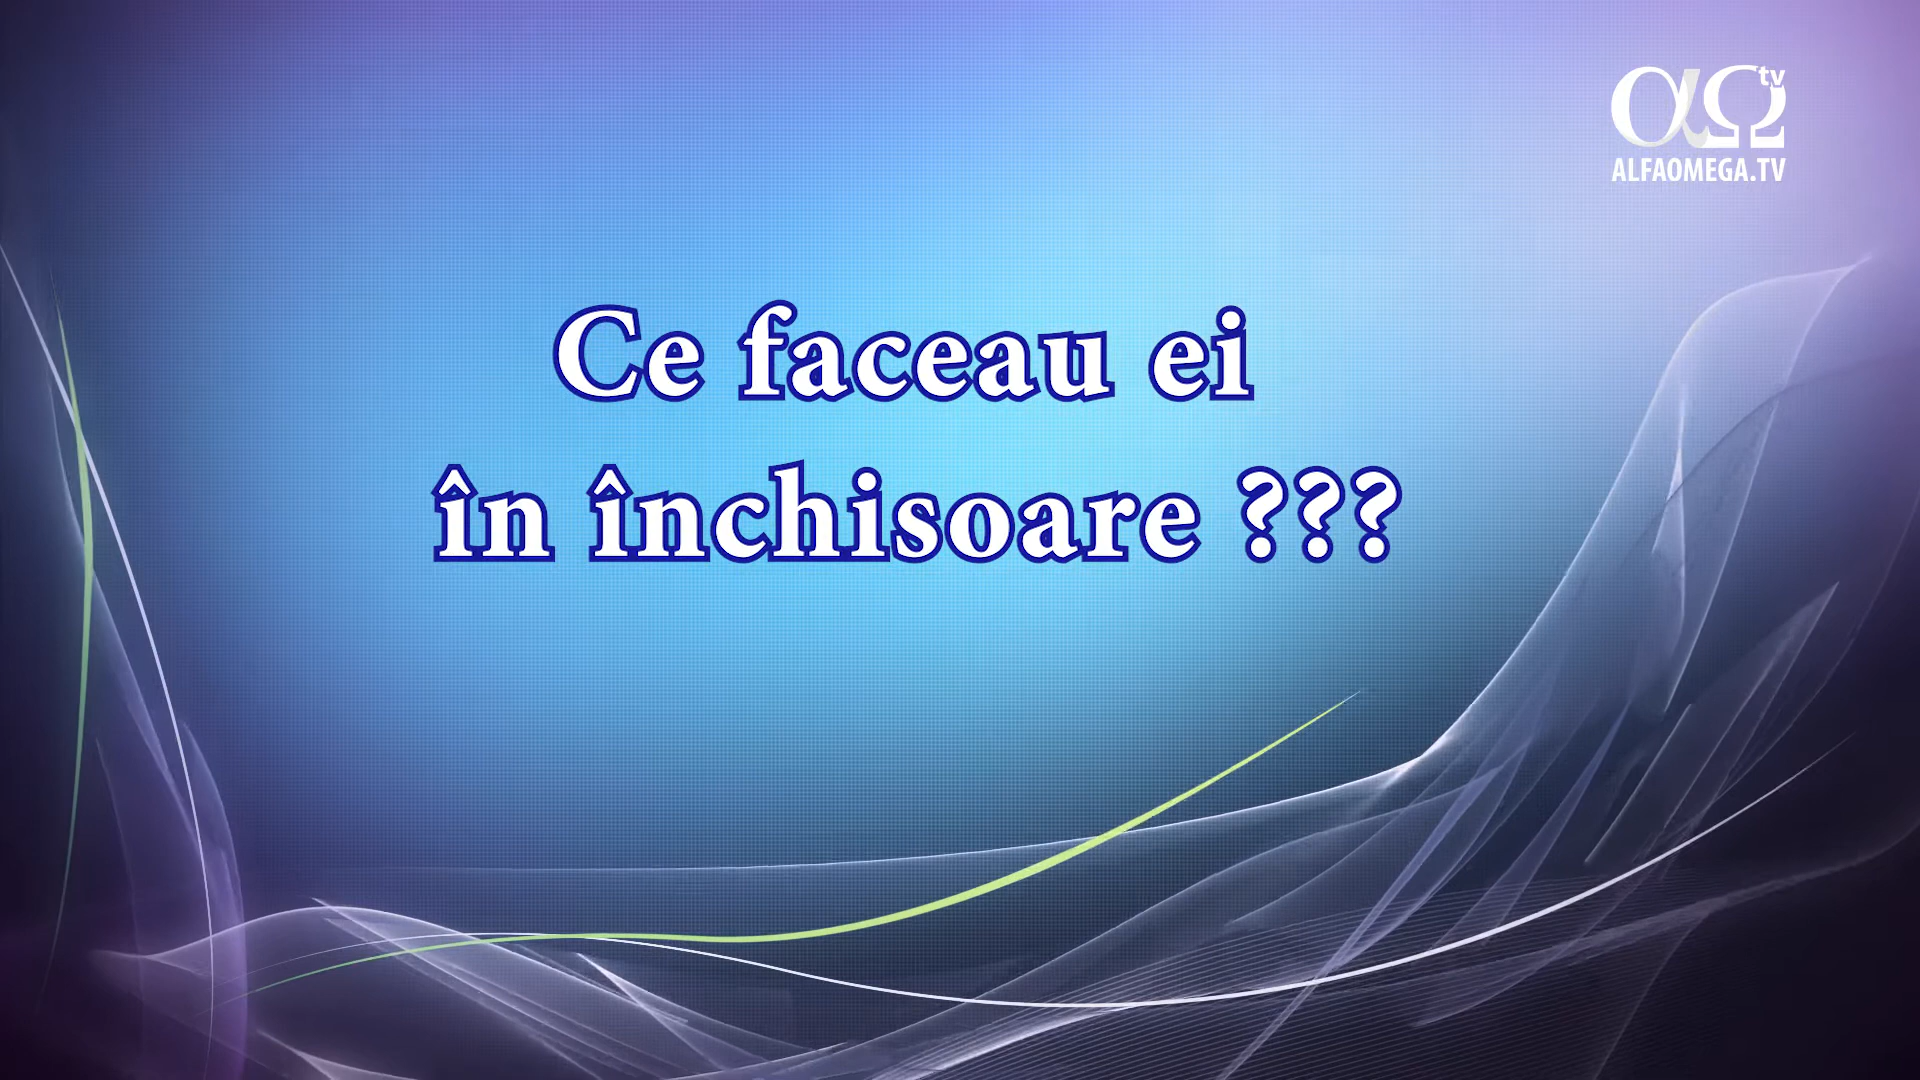 αΩ tv
ALFAOMEGA.TV
Ce faceau ei
în închisoare ???